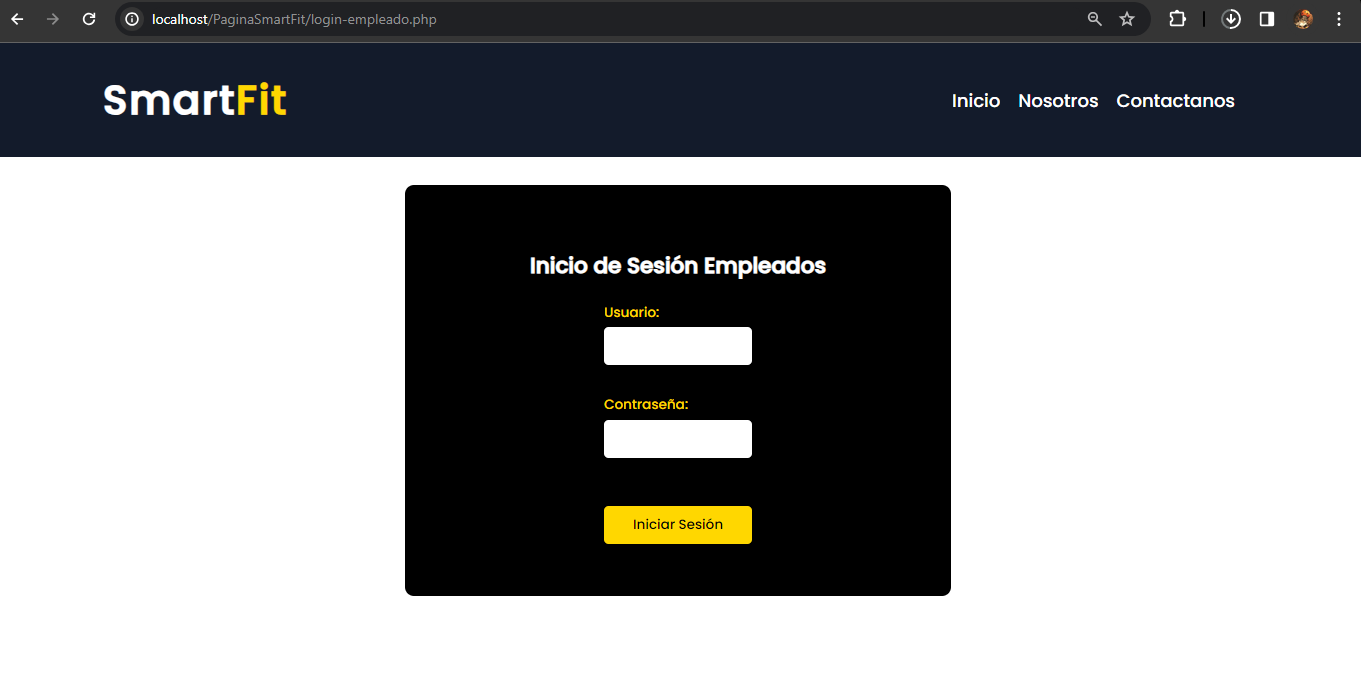 localhost/PaginaSmartFit/login-empleado.php
SmartFit
Inicio Nosotros Contactanos
Inicio de Sesión Empleados
Usuario:
Contraseña:
Iniciar Sesión